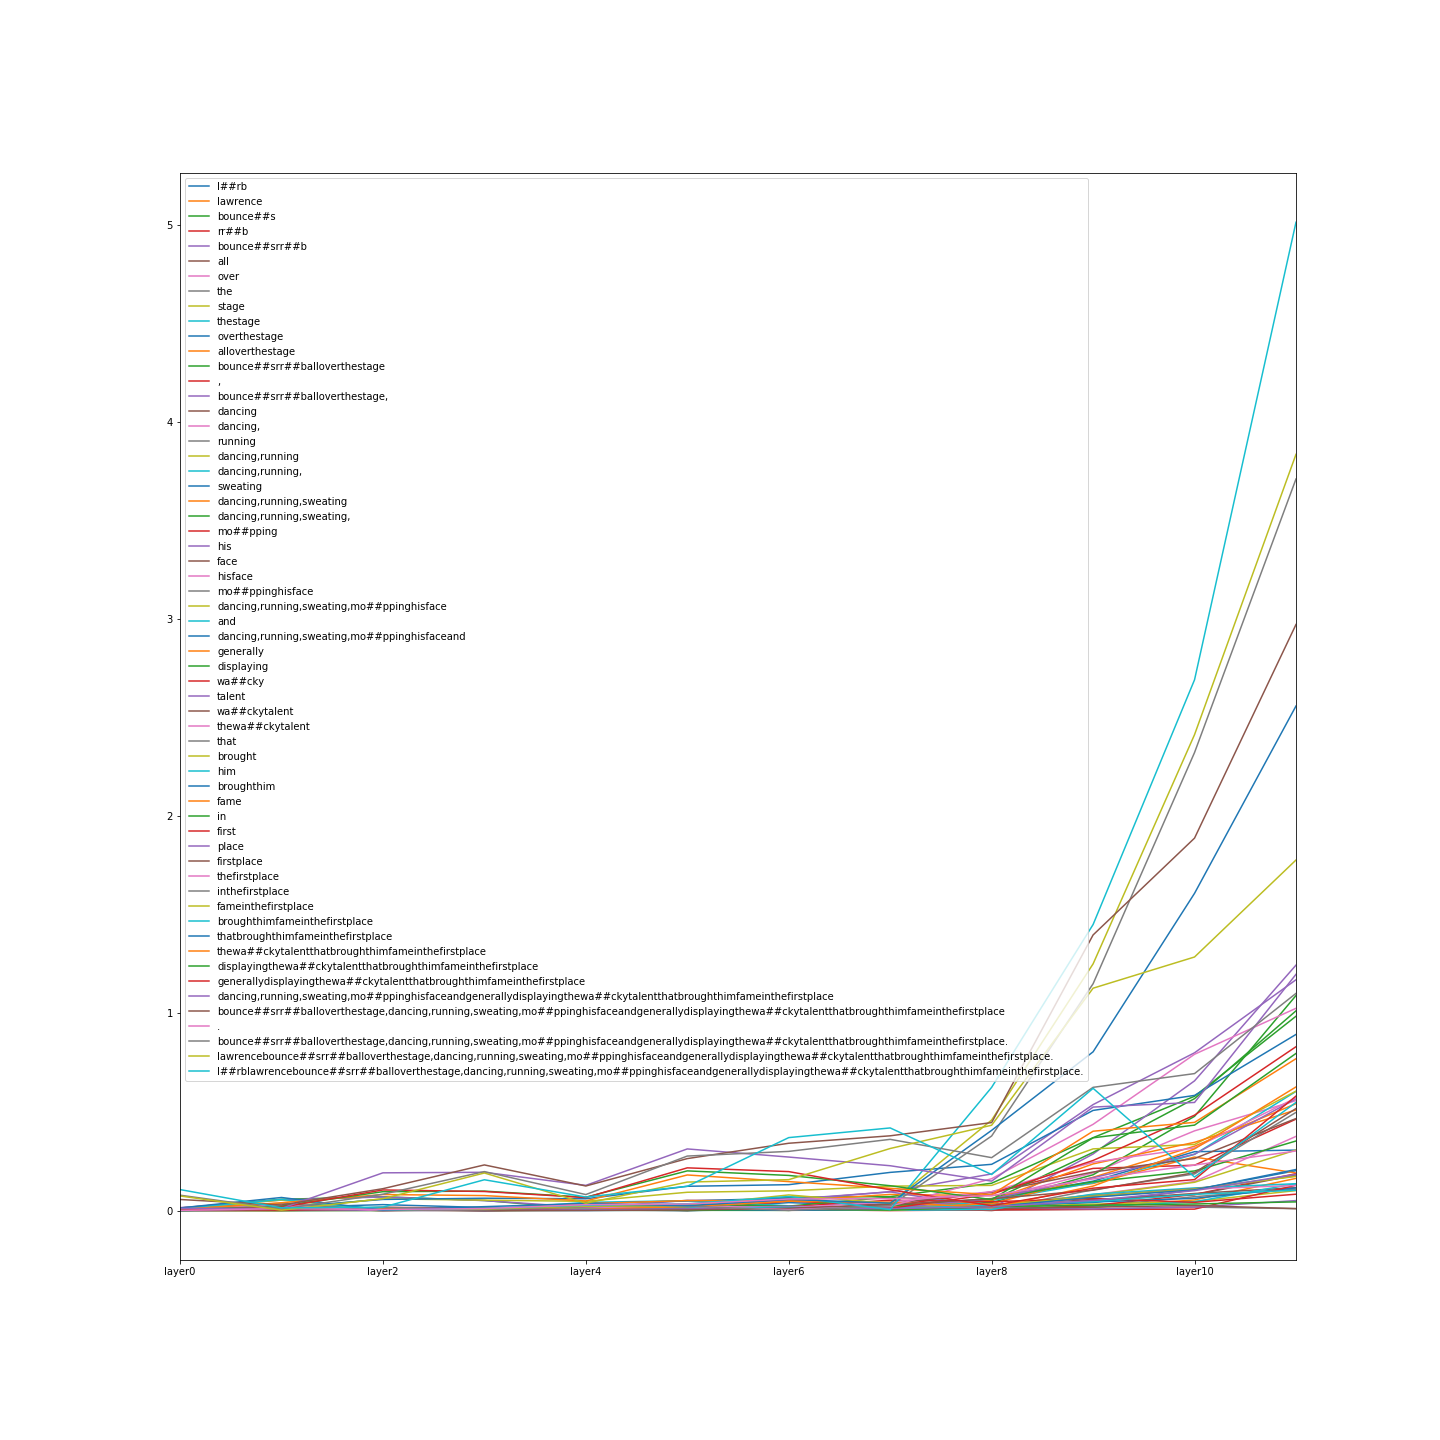 l##rb
lawrence
bounce##s
rr##b
bounce##srr##b
all
over
the
stage
thestage
overthestage
alloverthestage
bounce##srr##balloverthestage
,
bounce##srr##balloverthestage,
dancing
dancing,
running
dancing,running
dancing,running,
sweating
dancing,running,sweating
dancing,running,sweating,
mo##pping
his
face
hisface
mo##ppinghisface
dancing,running,sweating,mo##ppinghisface
and
dancing,running,sweating,mo##ppinghisfaceand
generally
displaying
wa##cky
talent
wa##ckytalent
thewa##ckytalent
that
brought
him
broughthim
fame
in
first
place
firstplace
thefirstplace
inthefirstplace
fameinthefirstplace
broughthimfameinthefirstplace
thatbroughthimfameinthefirstplace
thewa##ckytalentthatbroughthimfameinthefirstplace
displayingthewa##ckytalentthatbroughthimfameinthefirstplace
generallydisplayingthewa##ckytalentthatbroughthimfameinthefirstplace
dancing,running,sweating,mo##ppinghisfaceandgenerallydisplayingthewa##ckytalentthatbroughthimfameinthefirstplace
bounce##srr##balloverthestage,dancing,running,sweating,mo##ppinghisfaceandgenerallydisplayingthewa##ckytalentthatbroughthimfameinthefirstplace
.
bounce##srr##balloverthestage,dancing,running,sweating,mo##ppinghisfaceandgenerallydisplayingthewa##ckytalentthatbroughthimfameinthefirstplace.
lawrencebounce##srr##balloverthestage,dancing,running,sweating,mo##ppinghisfaceandgenerallydisplayingthewa##ckytalentthatbroughthimfameinthefirstplace.
l##rblawrencebounce##srr##balloverthestage,dancing,running,sweating,mo##ppinghisfaceandgenerallydisplayingthewa##ckytalentthatbroughthimfameinthefirstplace.
5
4
3
2
1
0
layer0 layer2 layer4 layer6 layer8 layer10